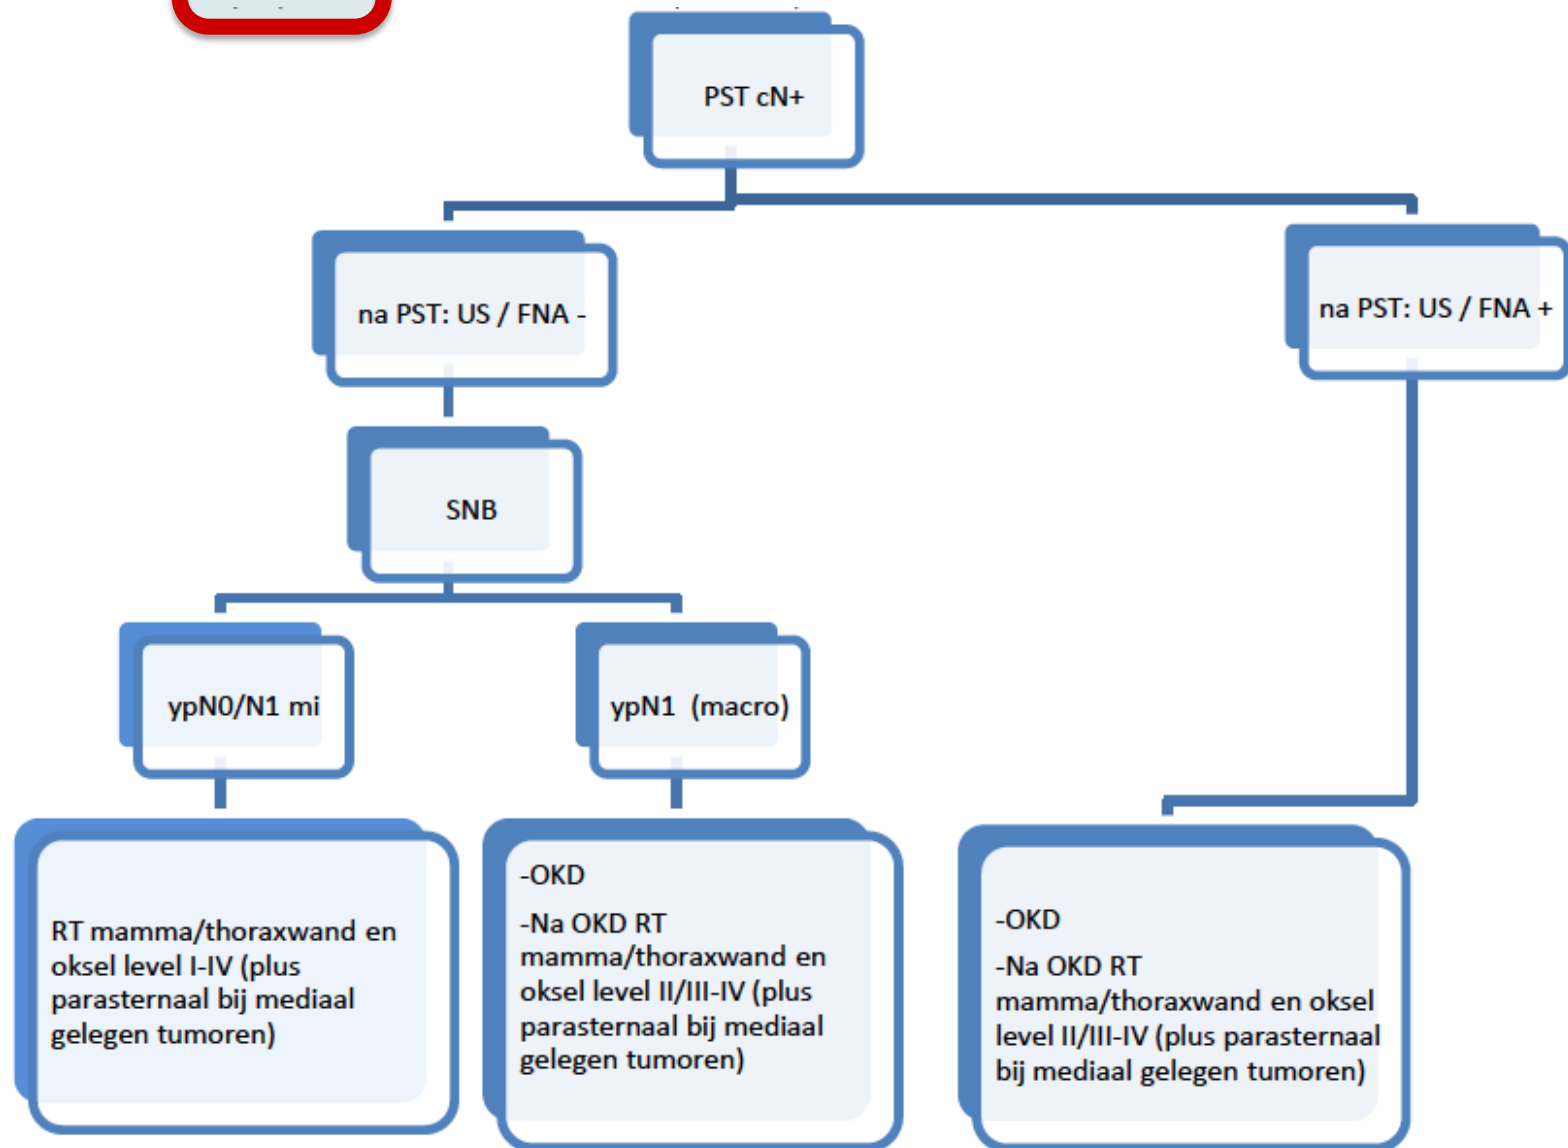 PST cN+
na PST: US / FNA -
na PST: US / FNA +
SNB
ypN0/N1 mi
ypN1 (macro)
RT mamma/thoraxwand en
oksel level I-IV (plus
parasternaal bij mediaal
gelegen tumoren)
-OKD
-Na OKD RT
mamma/thoraxwand en
oksel level II/III-IV (plus
parasternaal bij mediaal
gelegen tumoren)
-OKD
-Na OKD RT
mamma/thoraxwand en oksel
level II/III-IV (plus parasternaal
bij mediaal gelegen tumoren)